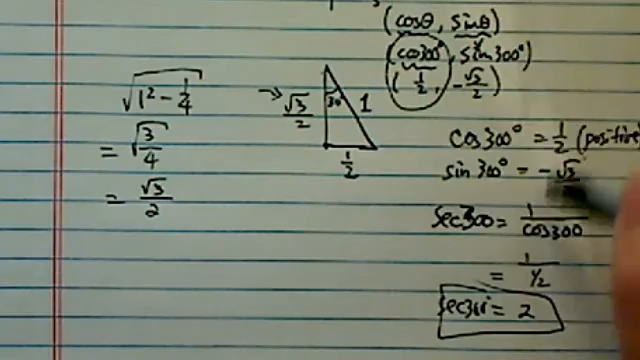 (cosθ, sinθ)
(cos300°, sin300°)
(1/2, -√3/2)
√(1² - 1/4)
= √(3/4)
= √3/2
→ √3/2
30
1
1/2
cos300° = 1/2 (positive
sin300° = -√3
sec300 = 1/cos300
= 1/(1/2)
= 2